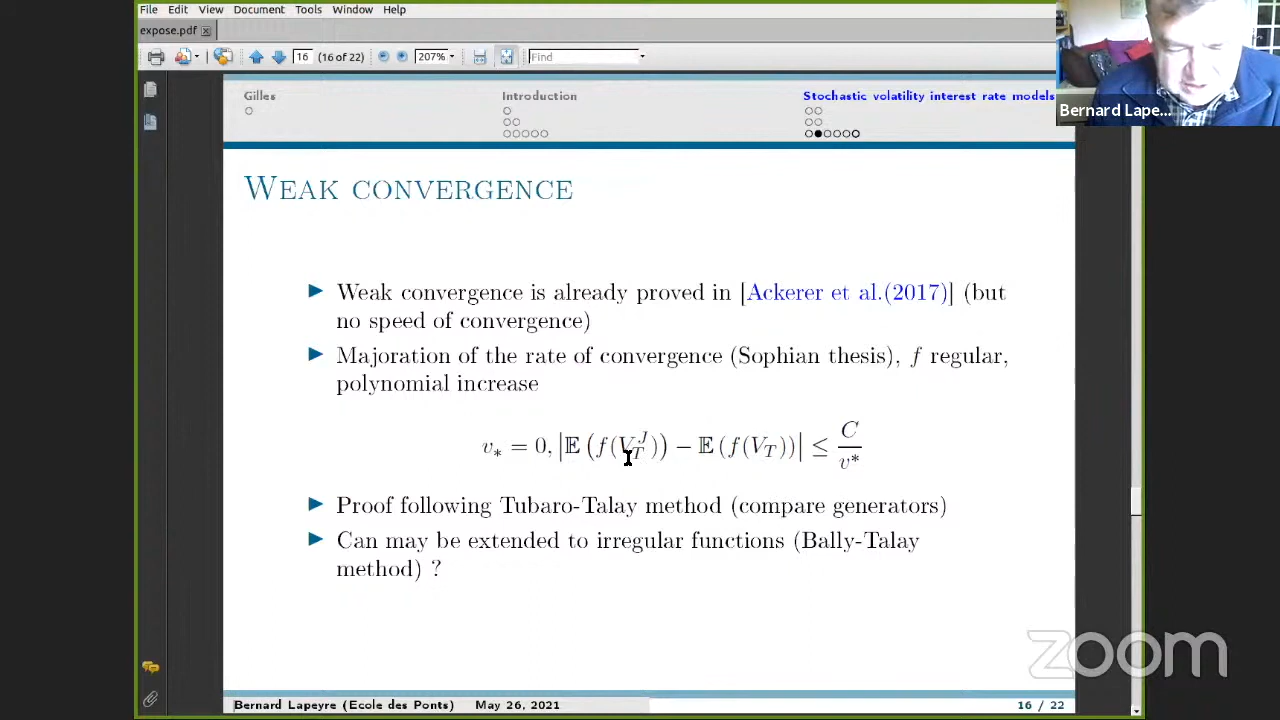 File Edit View Document Tools Window Help
expose.pdf
16 (16 of 22) 207% Find
Gilles Introduction Stochastic volatility interest rate models
Bernard Lape...
WEAK CONVERGENCE
Weak convergence is already proved in [Ackerer et al.(2017)] (but
no speed of convergence)
Majoration of the rate of convergence (Sophian thesis), f regular,
polynomial increase
v_* = 0, |𝔼 (f(V_T^J)) − 𝔼 (f(V_T))| ≤ C/v^*
Proof following Tubaro-Talay method (compare generators)
Can may be extended to irregular functions (Bally-Talay
method) ?
zoom
Bernard Lapeyre (Ecole des Ponts) May 26, 2021 16 / 22